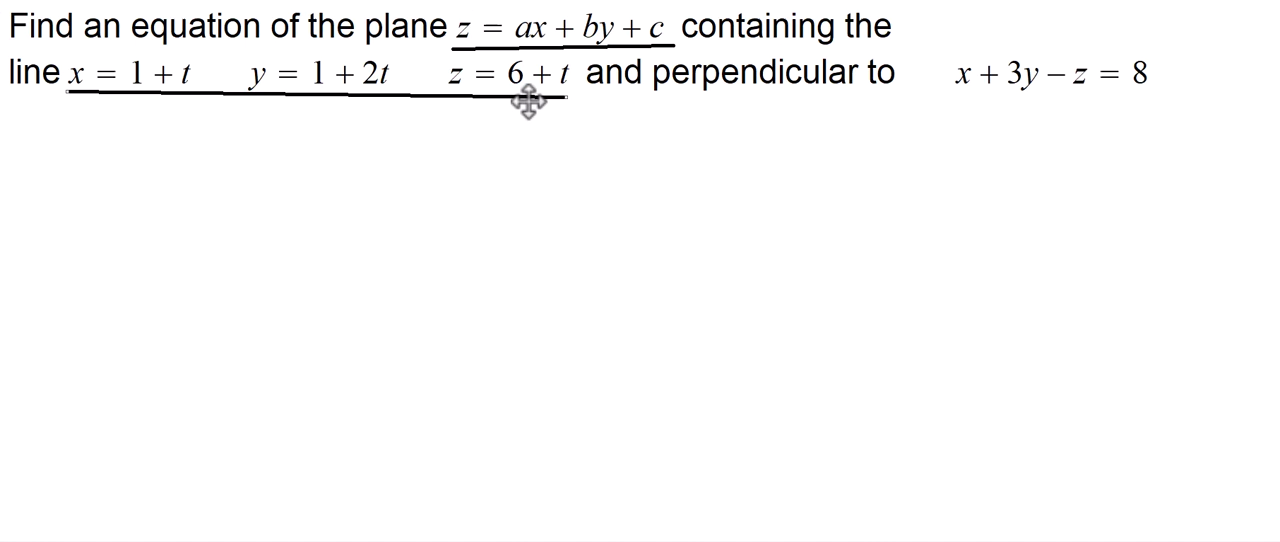 Find an equation of the plane z = ax + by + c containing the
line x = 1 + t y = 1 + 2t z = 6 + t and perpendicular to x + 3y − z = 8